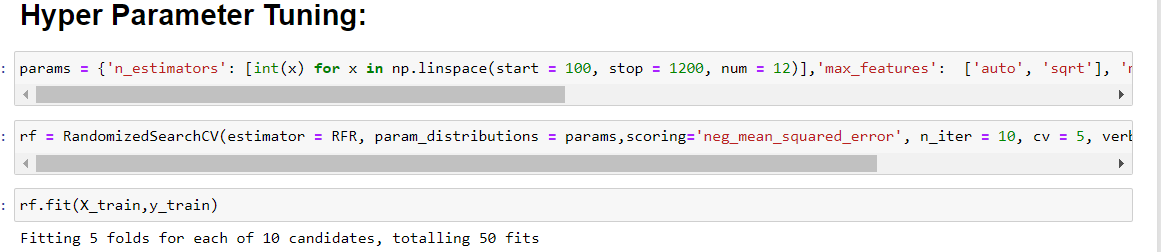 Hyper Parameter Tuning:
: params = {'n_estimators': [int(x) for x in np.linspace(start = 100, stop = 1200, num = 12)],'max_features':  ['auto', 'sqrt'],
: rf = RandomizedSearchCV(estimator = RFR, param_distributions = params,scoring='neg_mean_squared_error', n_iter = 10, cv = 5,
: rf.fit(X_train,y_train)
Fitting 5 folds for each of 10 candidates, totalling 50 fits